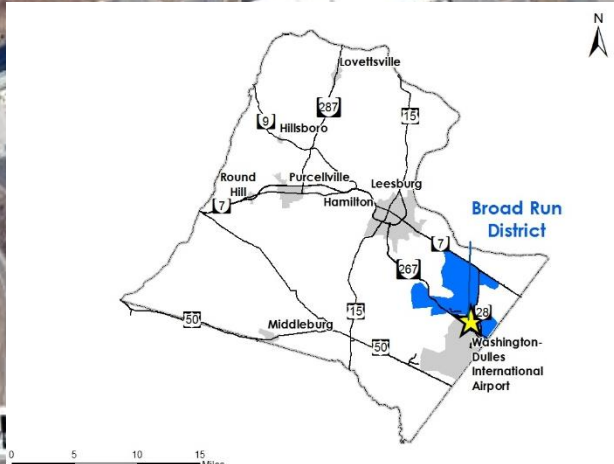 N
Lovettsville
287
9
15
Hillsboro
Round
Hill
Purcellville
Hamilton
Leesburg
7
7
Broad Run
District
267
28
15
50
Middleburg
50
Washington-
Dulles
International
Airport
0 5 10 15
Miles